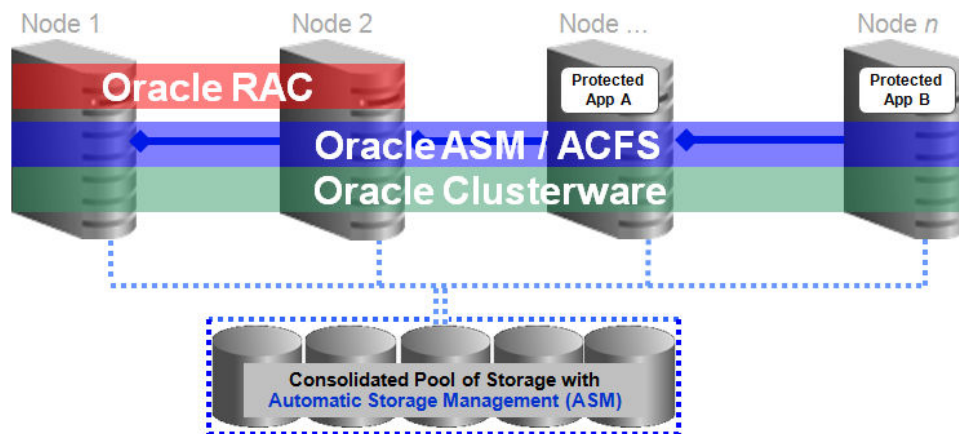 Node 1
Node 2
Node ...
Node n
Oracle RAC
Protected
App A
Protected
App B
Oracle ASM / ACFS
Oracle Clusterware
Consolidated Pool of Storage with
Automatic Storage Management (ASM)